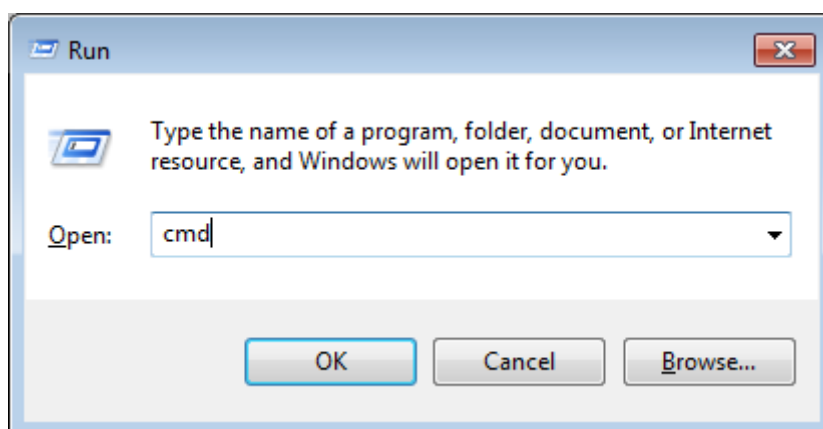 Run
Type the name of a program, folder, document, or Internet
resource, and Windows will open it for you.
Open: cmd
OK Cancel Browse...